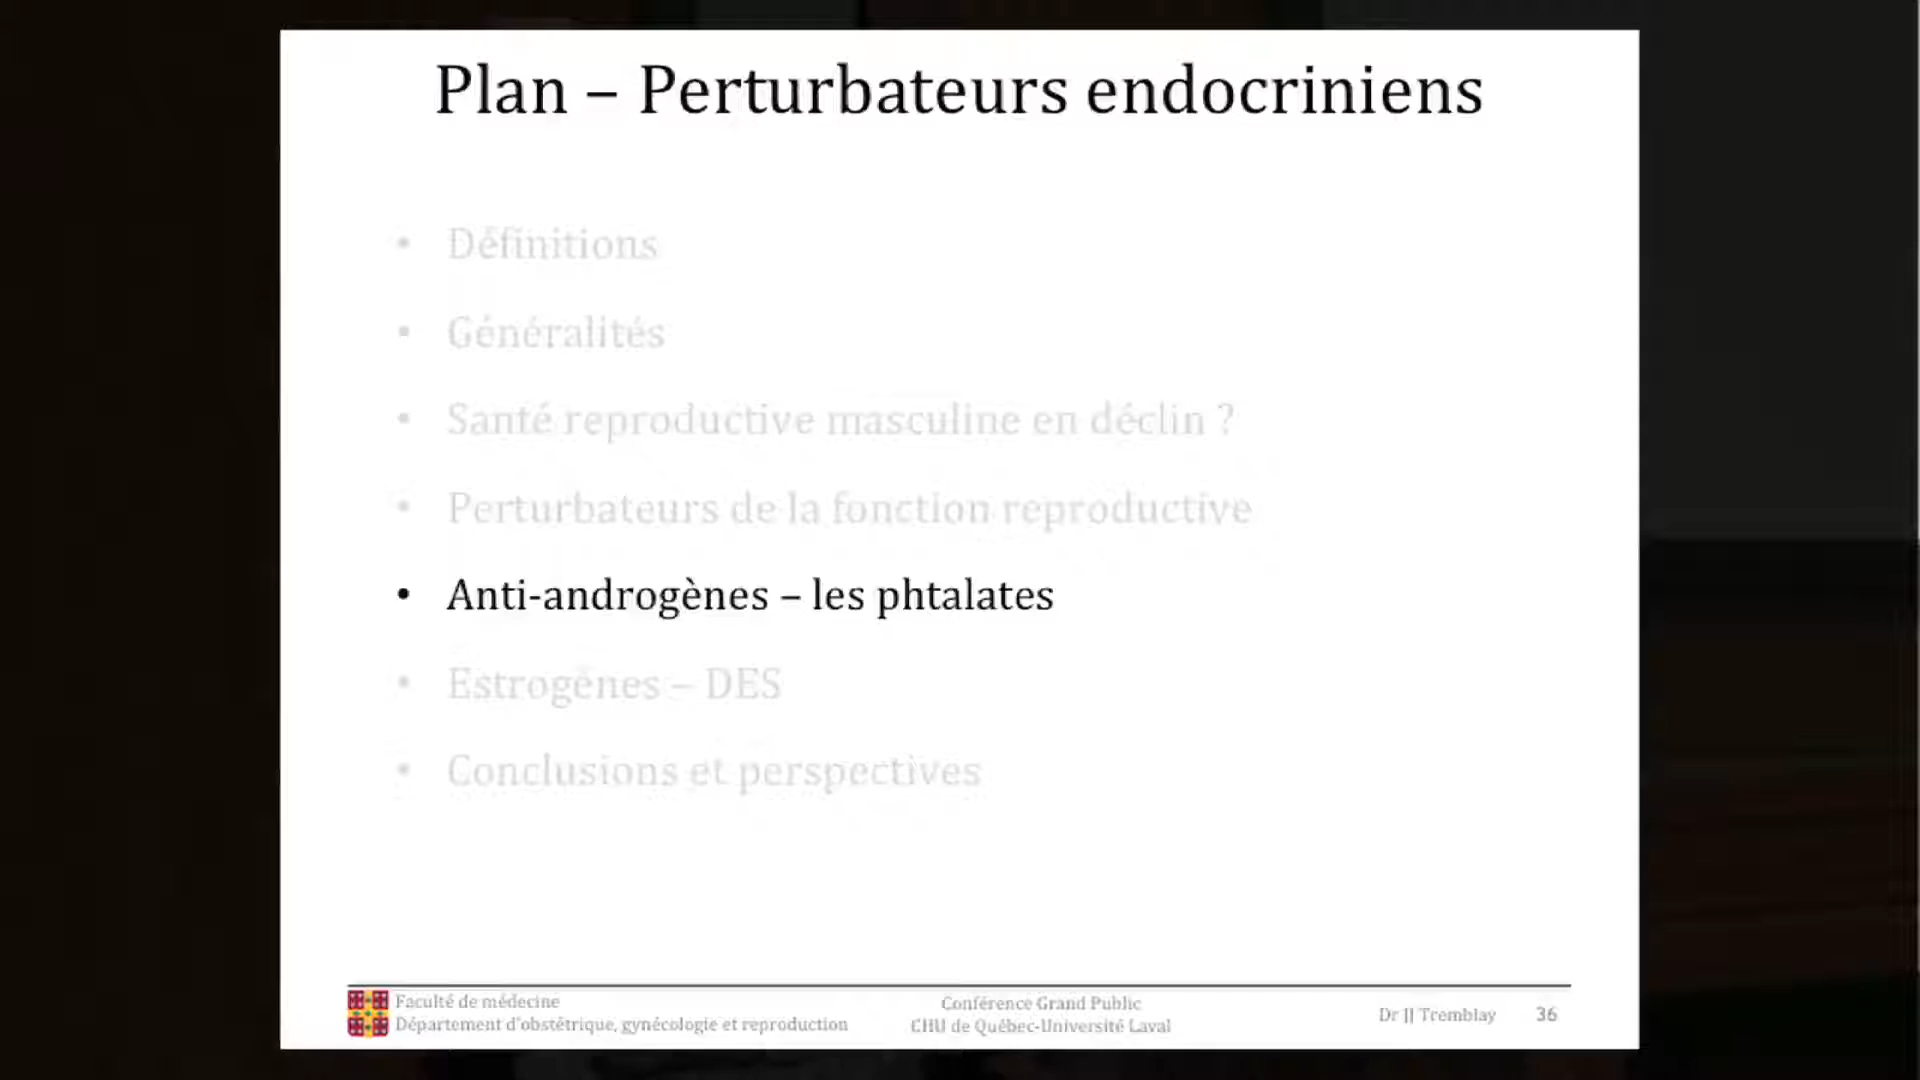 Plan – Perturbateurs endocriniens
• Définitions
• Généralités
• Santé reproductive masculine en déclin ?
• Perturbateurs de la fonction reproductive
• Anti-androgènes – les phtalates
• Estrogènes – DES
• Conclusions et perspectives
Faculté de médecine
Département d'obstétrique, gynécologie et reproduction
Conférence Grand Public
CHU de Québec-Université Laval
Dr JJ Tremblay
36